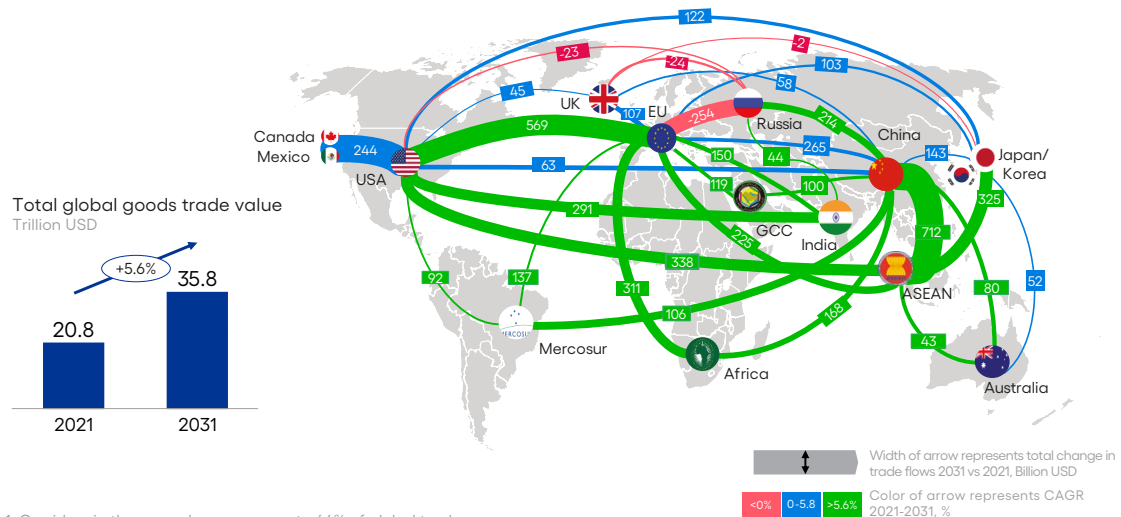 122
-23
-2
-24
103
45
58
UK
107
EU
-254
Russia
214
China
569
Canada
Mexico
244
USA
63
265
150
44
143
Japan/
Korea
119
100
325
Total global goods trade value
Trillion USD
291
GCC
India
225
712
+5.6%
35.8
20.8
338
ASEAN
92
137
311
80
52
106
168
43
MERCOSUR
Mercosur
Africa
Australia
2021
2031
Width of arrow represents total change in
trade flows 2031 vs 2021, Billion USD
<0%
0-5.8
>5.6%
Color of arrow represents CAGR
2021-2031, %